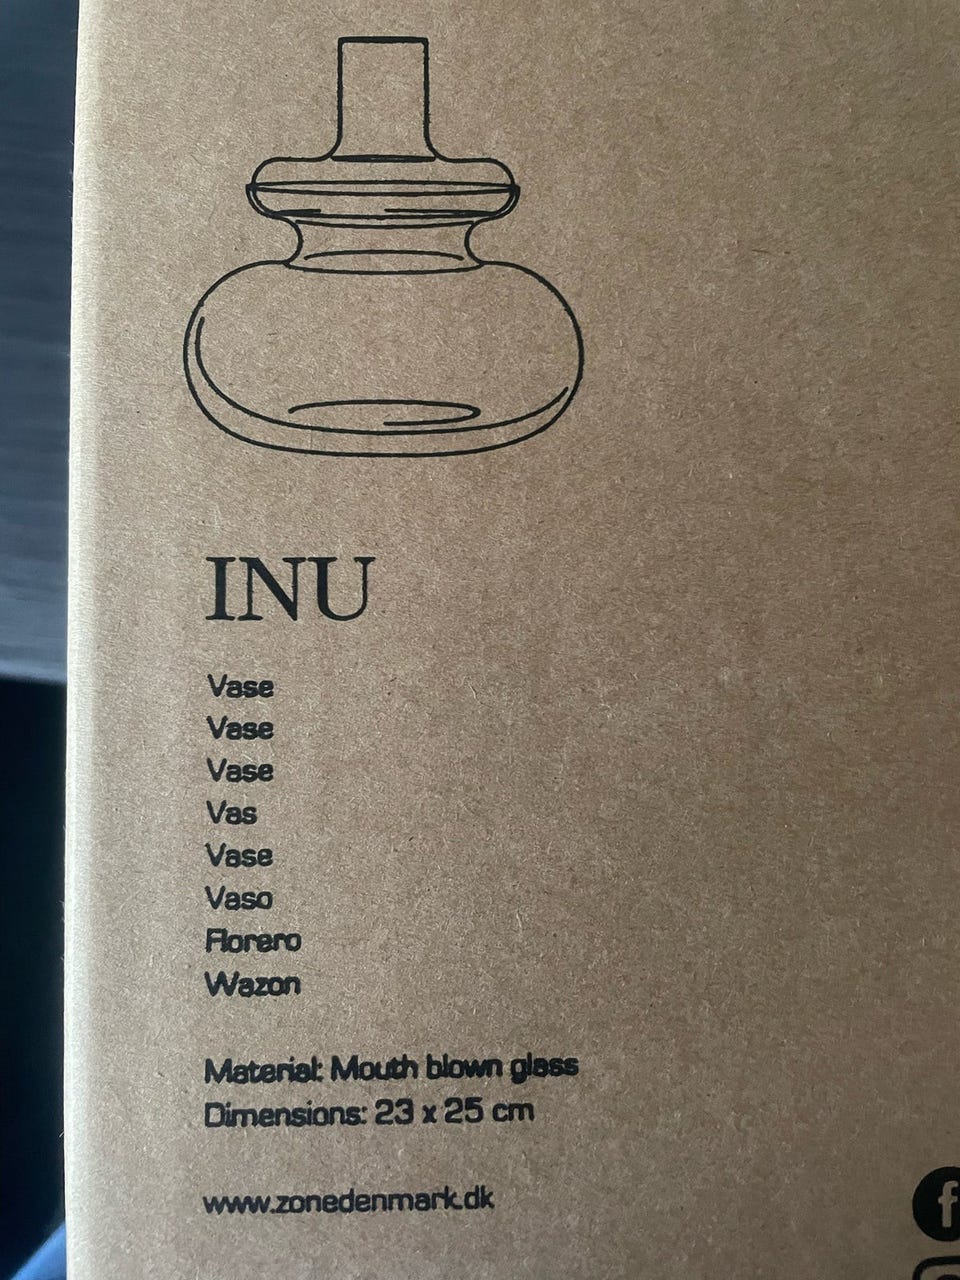 INU
Vase
Vase
Vase
Vas
Vase
Vaso
Florero
Wazon
Material: Mouth blown glass
Dimensions: 23 x 25 cm
www.zonedenmark.dk
f